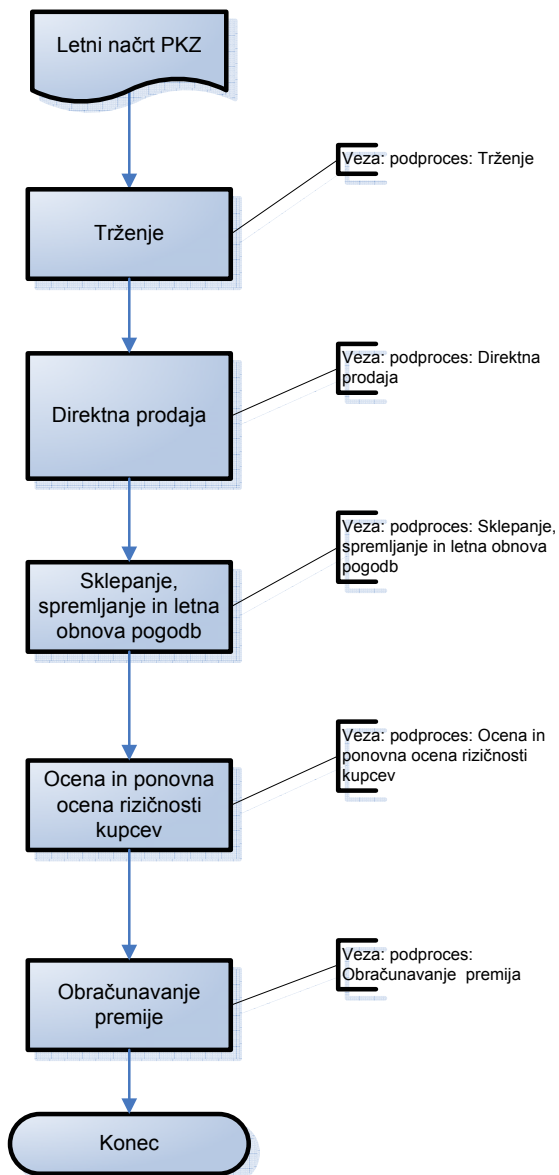 Letni načrt PKZ
Veza: podproces: Trženje
Trženje
Veza: podproces: Direktna
prodaja
Direktna prodaja
Veza: podproces: Sklepanje,
spremljanje in letna obnova
pogodb
Sklepanje,
spremljanje in letna
obnova pogodb
Veza: podproces: Ocena in
ponovna ocena rizičnosti
kupcev
Ocena in ponovna
ocena rizičnosti
kupcev
Veza: podproces:
Obračunavanje premija
Obračunavanje
premije
Konec